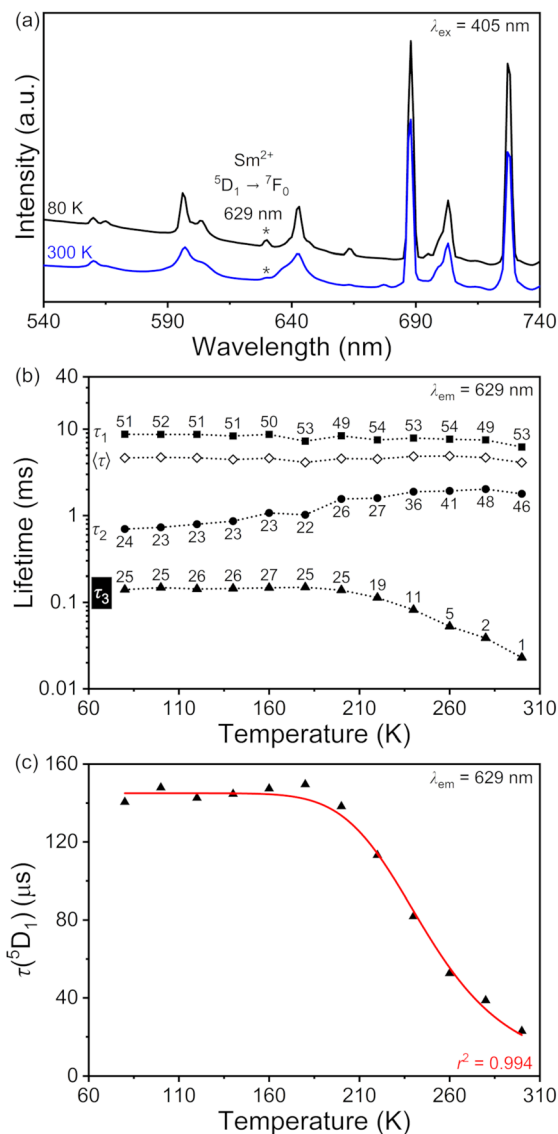 (a)
λex = 405 nm
Sm2+
5D1 → 7F0
629 nm
*
80 K
300 K
*
Intensity (a.u.)
540 590 640 690 740
Wavelength (nm)
(b)
λem = 629 nm
40
10
1
0.1
0.01
Lifetime (ms)
τ1
51 52 51 51 50 53 49 54 53 54 49 53
⟨τ⟩
τ2
24 23 23 23 23 22 26 27 36 41 48 46
τ3
25 25 26 26 27 25 25 19 11 5 2 1
60 110 160 210 260 310
Temperature (K)
(c)
λem = 629 nm
160
120
80
40
0
τ(5D1) (μs)
r2 = 0.994
60 110 160 210 260 310
Temperature (K)